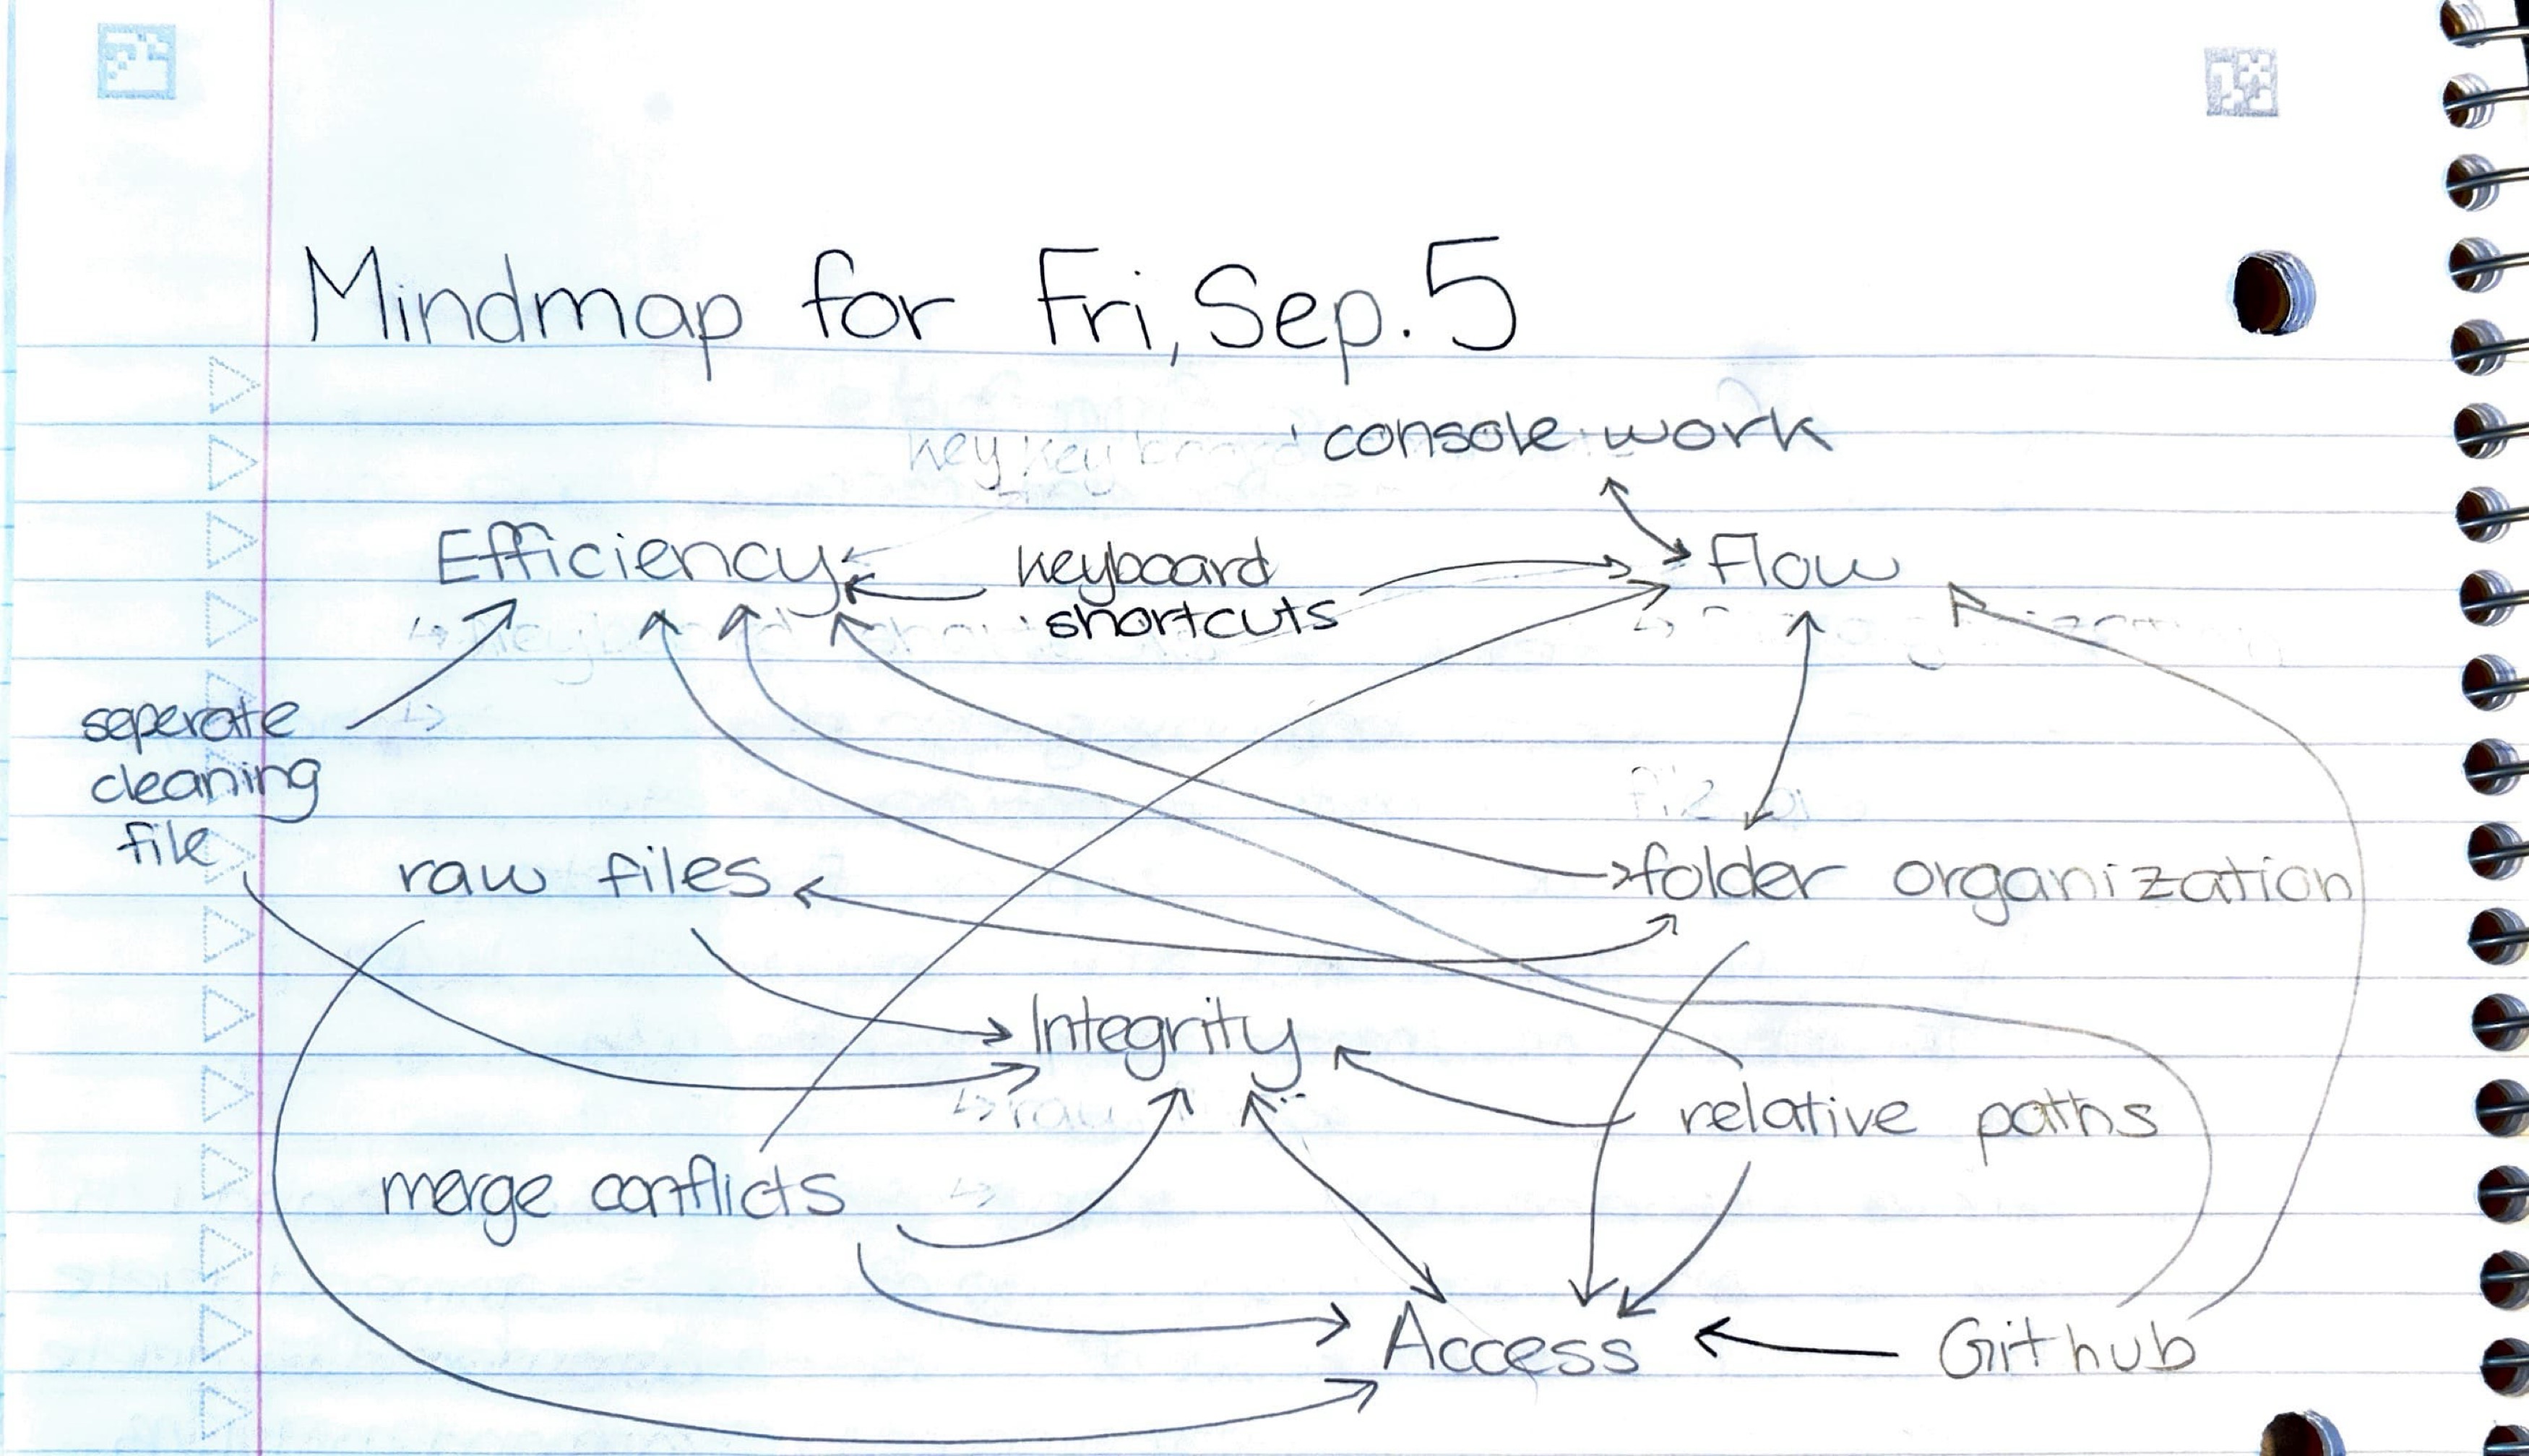 Mindmap for Fri, Sep. 5
console work
Efficiency
keyboard
shortcuts
Flow
seperate
cleaning
file
raw files
folder organization
Integrity
relative paths
merge conflicts
Access
Github